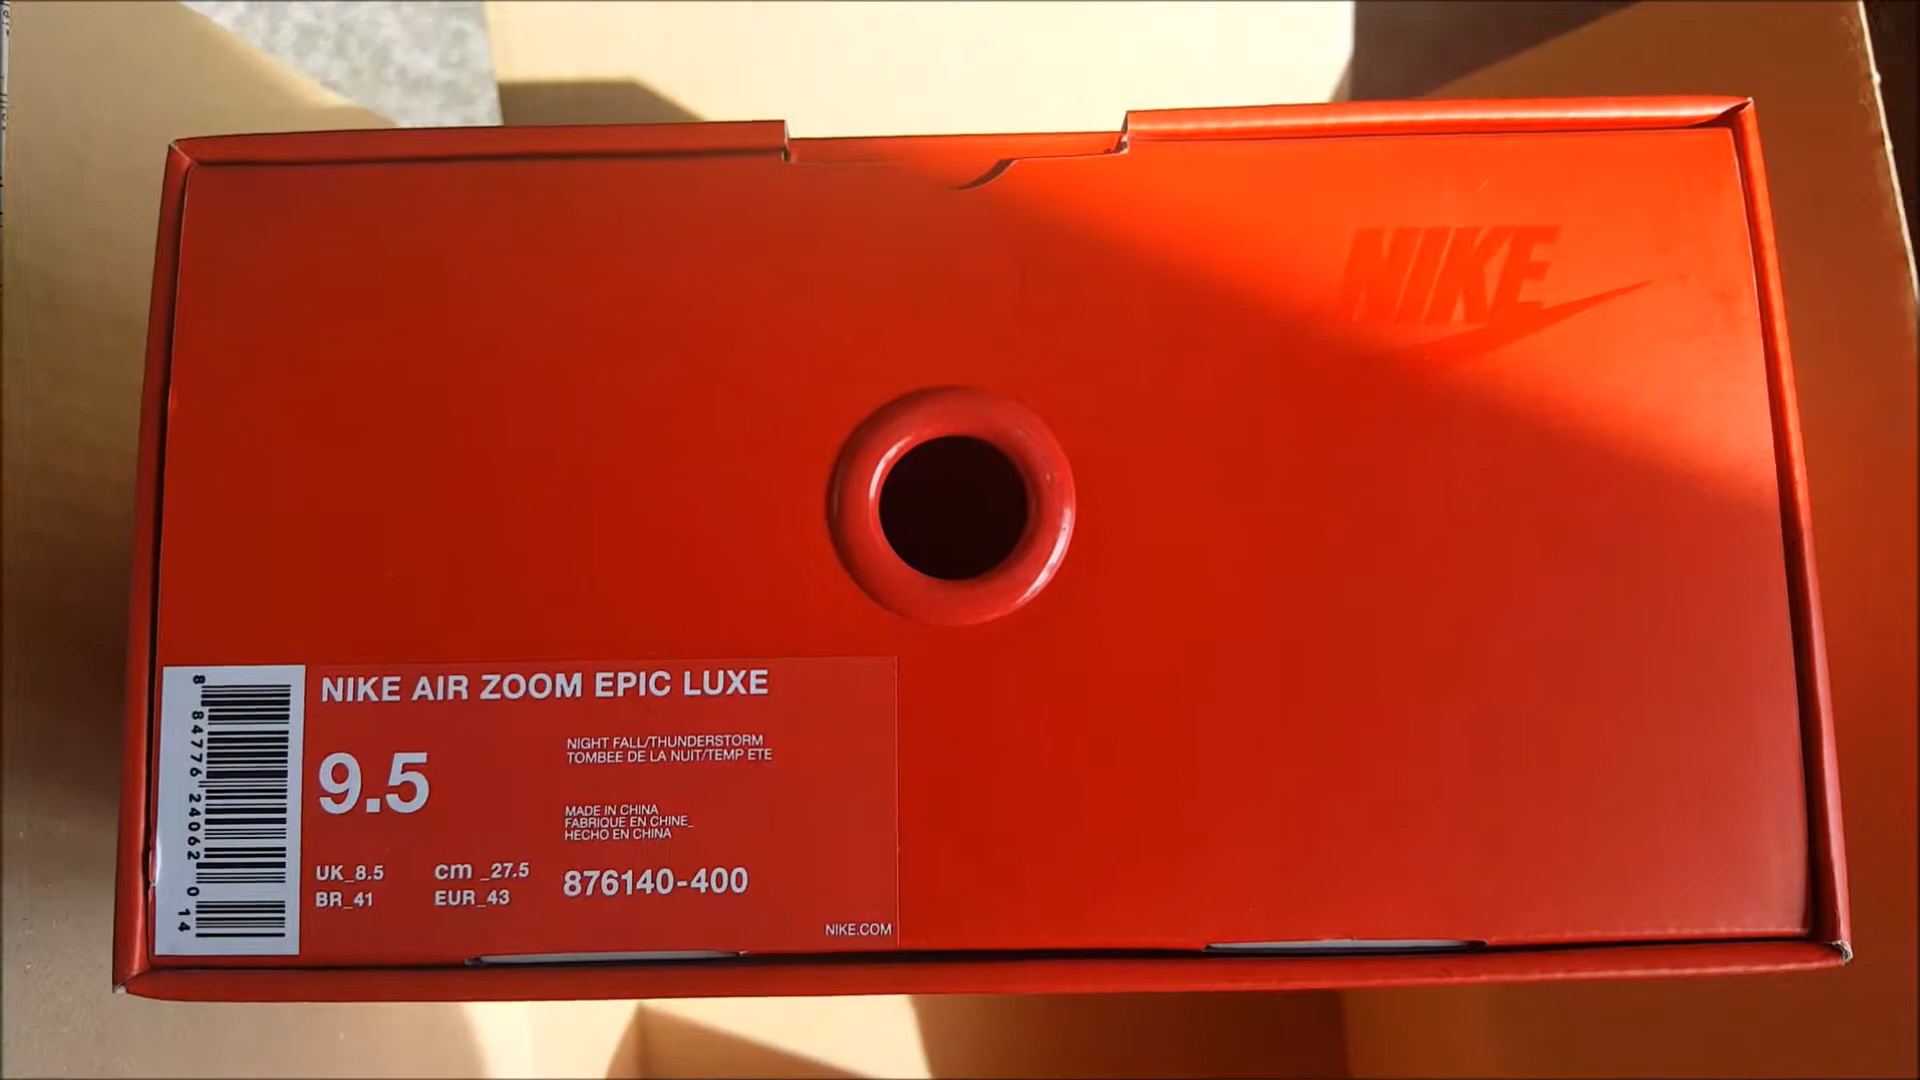 NIKE
NIKE AIR ZOOM EPIC LUXE
9.5
NIGHT FALL/THUNDERSTORM
TOMBEE DE LA NUIT/TEMP ETE
MADE IN CHINA
FABRIQUE EN CHINE_
HECHO EN CHINA
UK_8.5 cm _27.5
BR_41 EUR_43
876140-400
NIKE.COM
8 84776 24062 0 14